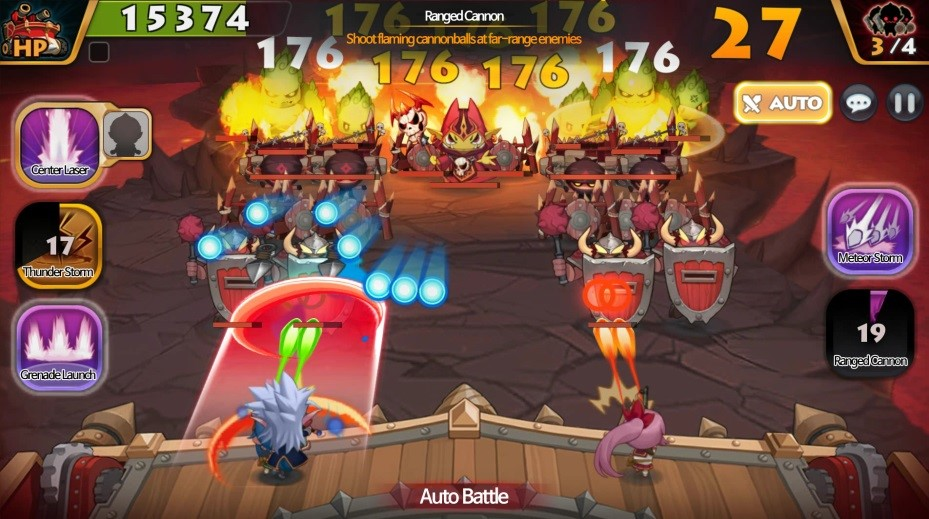 HP
15374
176
176
Ranged Cannon
Shoot flaming cannonballs at far-range enemies
176
176
176
176
27
3/4
AUTO
Center Laser
17
Thunder Storm
Grenade Launch
Meteor Storm
19
Ranged Cannon
Auto Battle